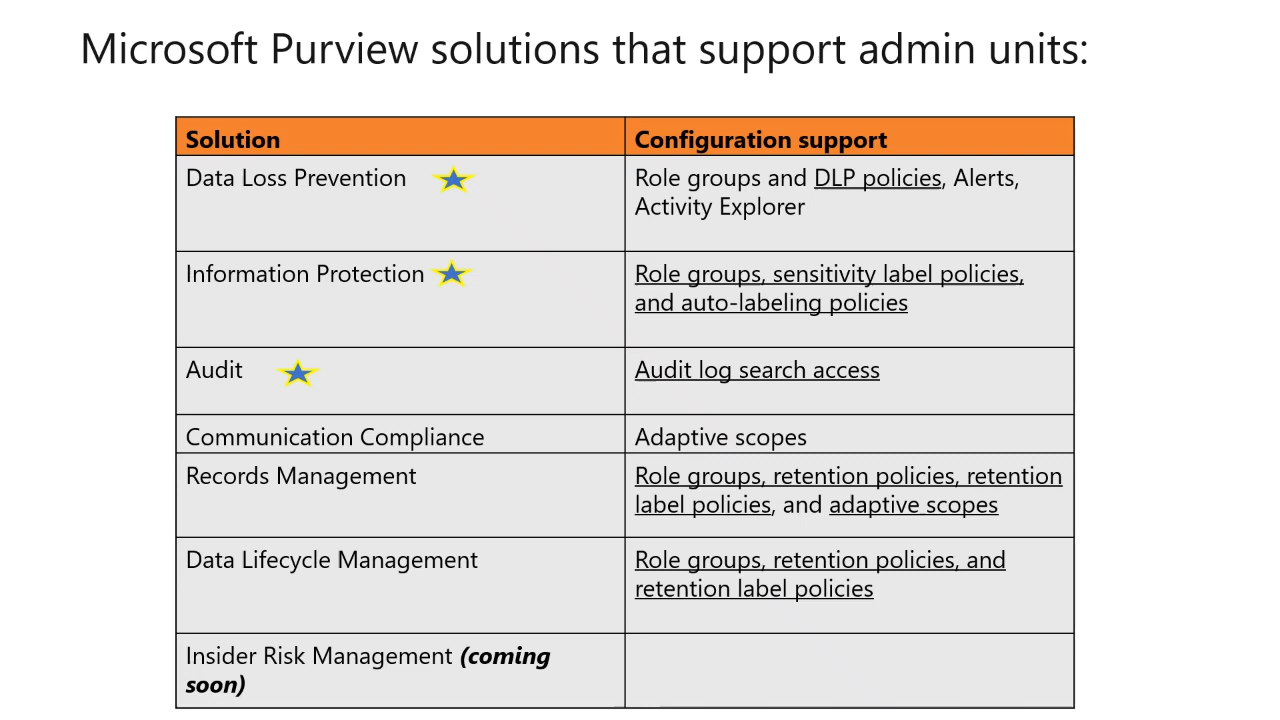 Microsoft Purview solutions that support admin units:
Solution
Configuration support
Data Loss Prevention
Role groups and DLP policies, Alerts,
Activity Explorer
Information Protection
Role groups, sensitivity label policies,
and auto-labeling policies
Audit
Audit log search access
Communication Compliance
Adaptive scopes
Records Management
Role groups, retention policies, retention
label policies, and adaptive scopes
Data Lifecycle Management
Role groups, retention policies, and
retention label policies
Insider Risk Management (coming
soon)